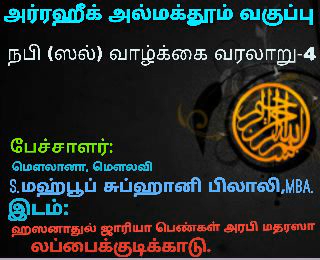 அர்ரஹீக் அல்மக்தூம் வகுப்பு
நபி (ஸல்) வாழ்க்கை வரலாறு-4
பேச்சாளர்:
மௌலானா, மௌலவி
S.மஹ்பூப் சுப்ஹானி பிலாலி,MBA.
இடம்:
ஹஸனாதுல் ஜாரியா பெண்கள் அரபி மதரஸா
லப்பைக்குடிக்காடு.